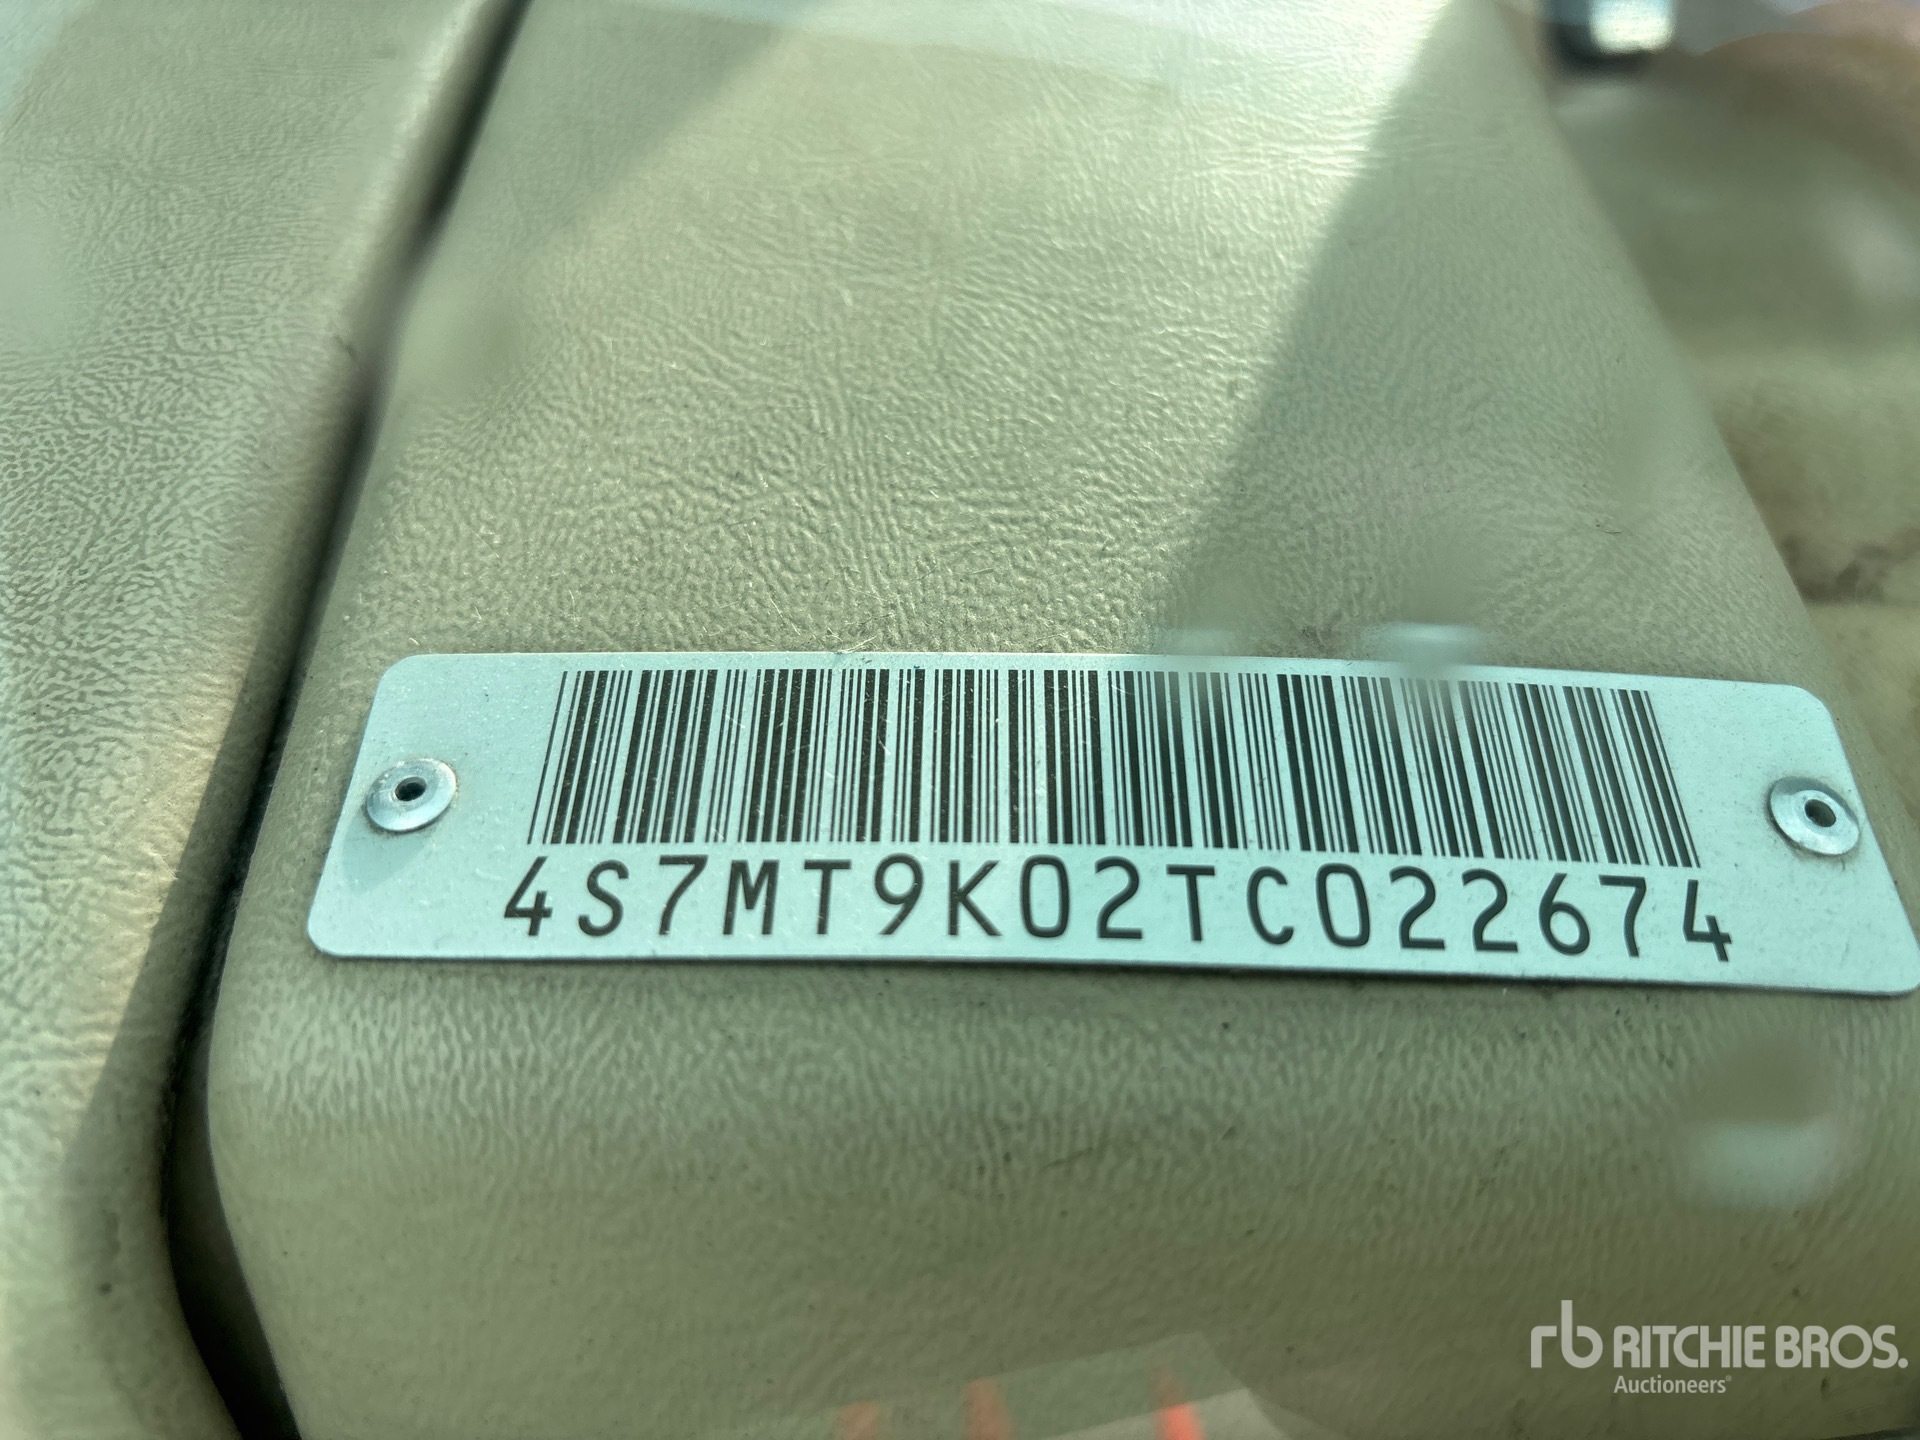 4S7MT9K02TC022674
rb RITCHIE BROS.
Auctioneers®